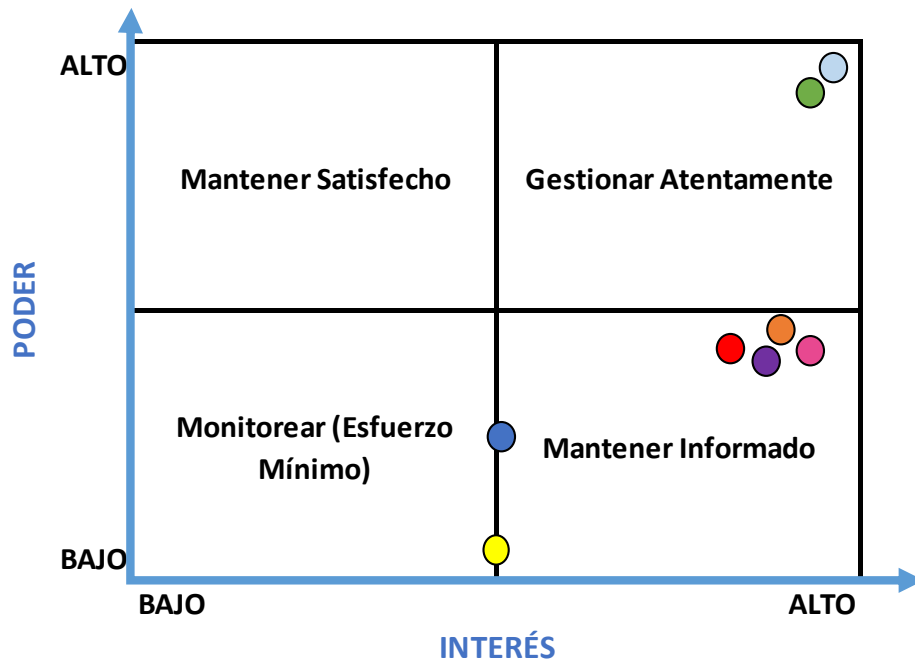 ALTO
Mantener Satisfecho
Gestionar Atentamente
PODER
Monitorear (Esfuerzo
Mínimo)
Mantener Informado
BAJO
BAJO
ALTO
INTERÉS